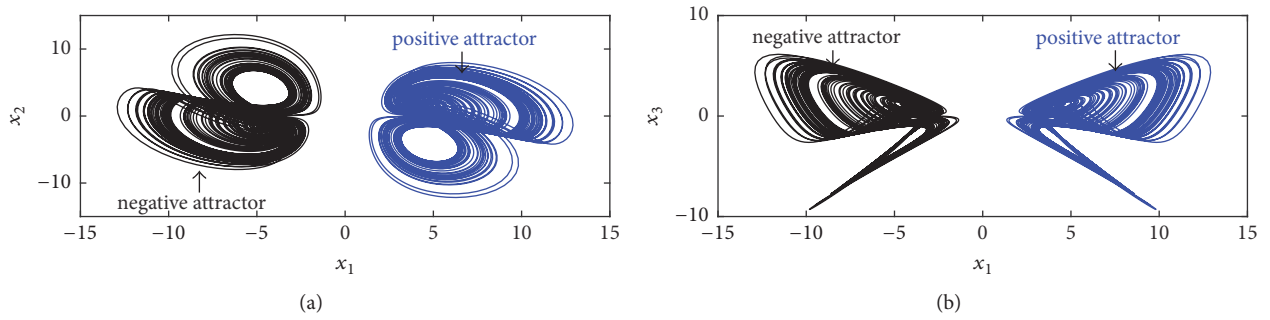 10
0
−10
x2
positive attractor
negative attractor
−15 −10 −5 0 5 10 15
x1
(a)
10
0
−10
x3
negative attractor
positive attractor
−15 −10 −5 0 5 10 15
x1
(b)